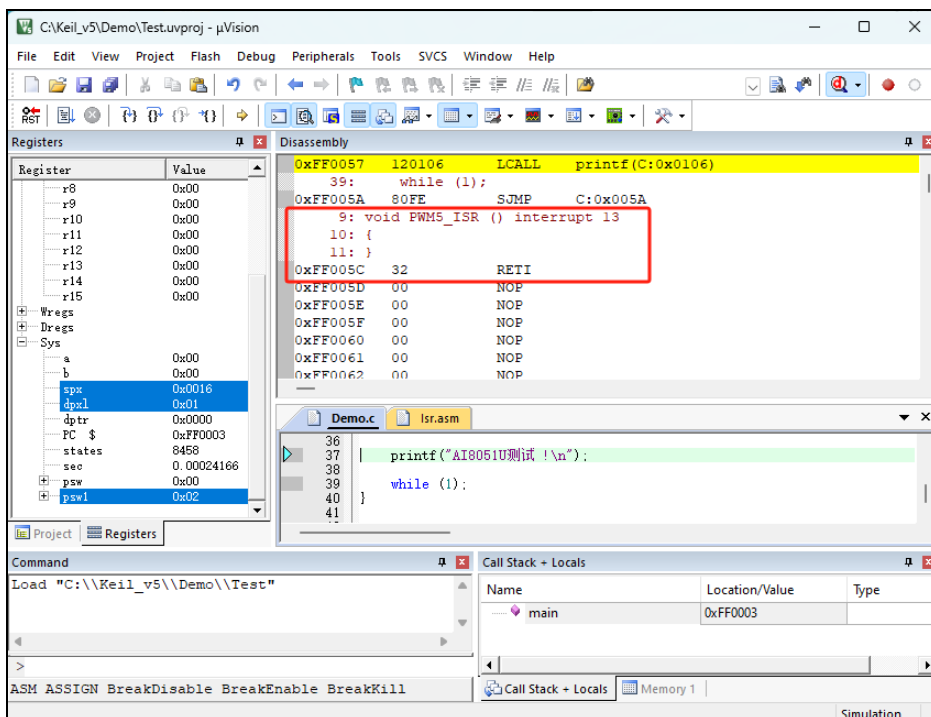 C:\Keil_v5\Demo\Test.uvproj - µVision
File Edit View Project Flash Debug Peripherals Tools SVCS Window Help
RST
Registers
Disassembly
Register Value
r8 0x00
r9 0x00
r10 0x00
r11 0x00
r12 0x00
r13 0x00
r14 0x00
r15 0x00
Wregs
Dregs
Sys
a 0x00
b 0x00
spx 0x0016
dpxl 0x01
dptr 0x0000
PC $ 0xFF0003
states 8458
sec 0.00024166
psw 0x00
psw1 0x02
0xFF0057 120106 LCALL printf(C:0x0106)
39: while (1);
0xFF005A 80FE SJMP C:0x005A
9: void PWM5_ISR () interrupt 13
10: {
11: }
0xFF005C 32 RETI
0xFF005D 00 NOP
0xFF005E 00 NOP
0xFF005F 00 NOP
0xFF0060 00 NOP
0xFF0061 00 NOP
0xFF0062 00 NOP
Demo.c Isr.asm
36
37 printf("AI8051U测试 !\n");
38
39 while (1);
40 }
41
Project Registers
Command
Load "C:\\Keil_v5\\Demo\\Test"
>
ASM ASSIGN BreakDisable BreakEnable BreakKill
Call Stack + Locals
Name Location/Value Type
main 0xFF0003
Call Stack + Locals Memory 1
Simulation